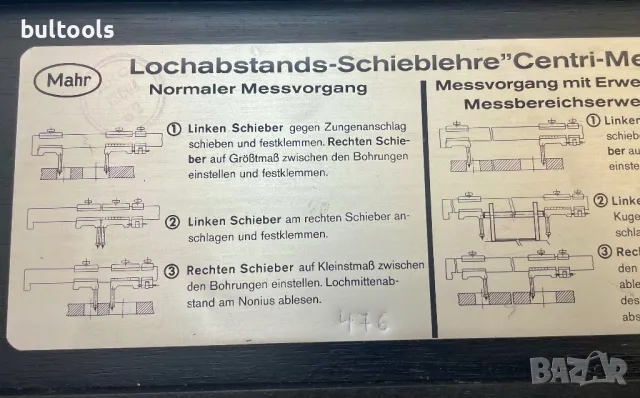 bultools
Mahr
Lochabstands-Schieblehre"Centri-Me
Normaler Messvorgang
① Linken Schieber gegen Zungenanschlag
schieben und festklemmen. Rechten Schie-
ber auf Größtmaß zwischen den Bohrungen
einstellen und festklemmen.
② Linken Schieber am rechten Schieber an-
schlagen und festklemmen.
③ Rechten Schieber auf Kleinstmaß zwischen
den Bohrungen einstellen. Lochmittenab-
stand am Nonius ablesen.
476
Messvorgang mit Erwe
Messbereichserwe
① Linken
schieb
ber au
einste
② Linke
Kuge
schla
③ Rech
den
able
des
abs
BAZAR